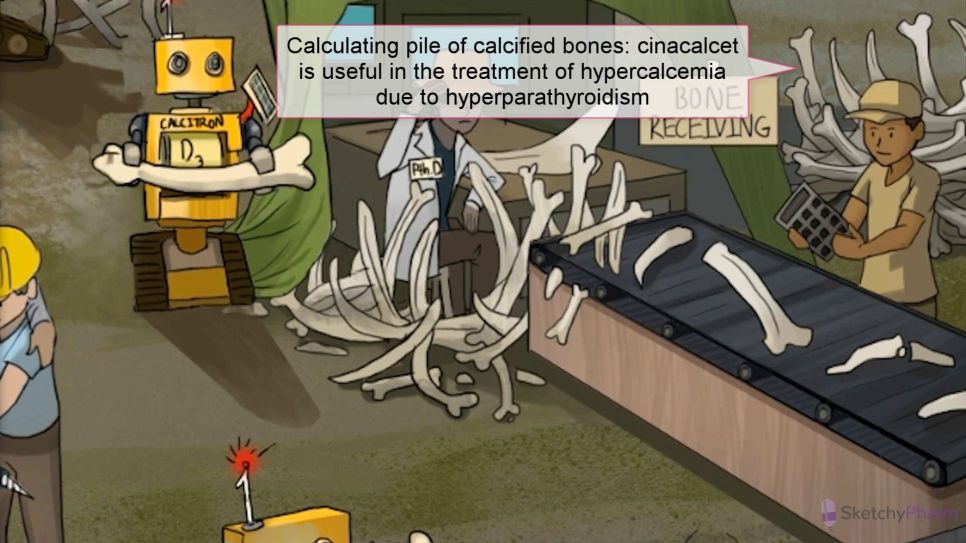 Calculating pile of calcified bones: cinacalcet
is useful in the treatment of hypercalcemia
due to hyperparathyroidism
BONE
RECEIVING
CALCITRON
D3
Pth.D
SketchyPharm